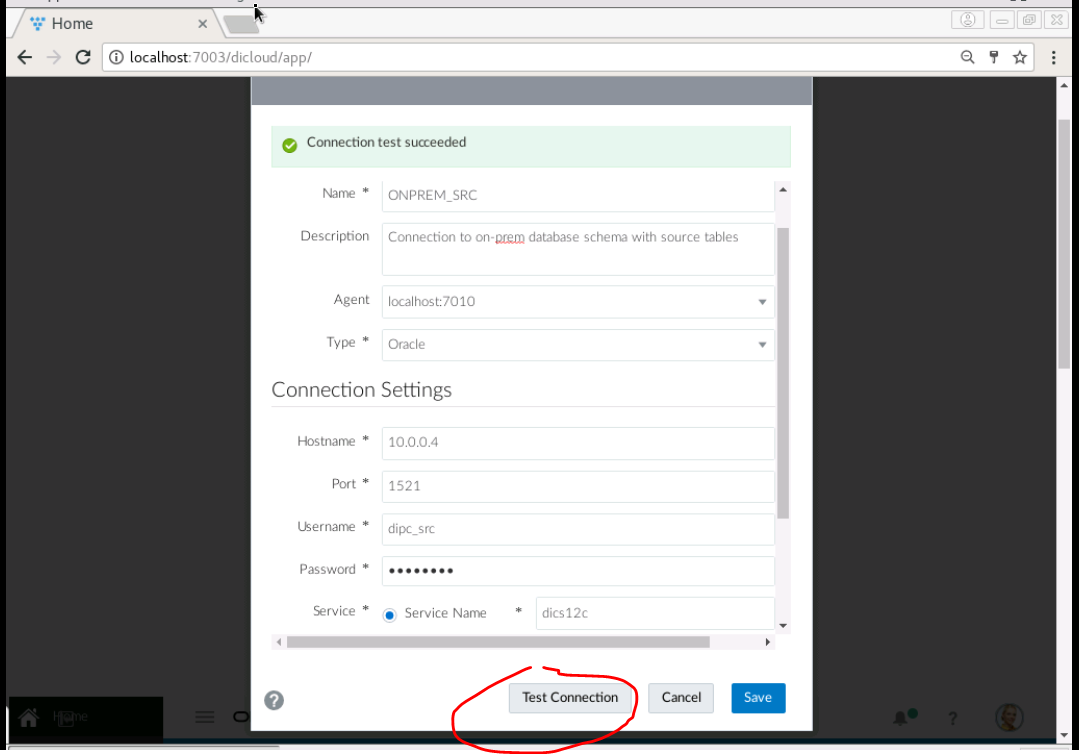 Home
localhost:7003/dicloud/app/
Connection test succeeded
Name * ONPREM_SRC
Description Connection to on-prem database schema with source tables
Agent localhost:7010
Type * Oracle
Connection Settings
Hostname * 10.0.0.4
Port * 1521
Username * dipc_src
Password * ••••••••
Service * Service Name * dics12c
? Test Connection Cancel Save
Home ?